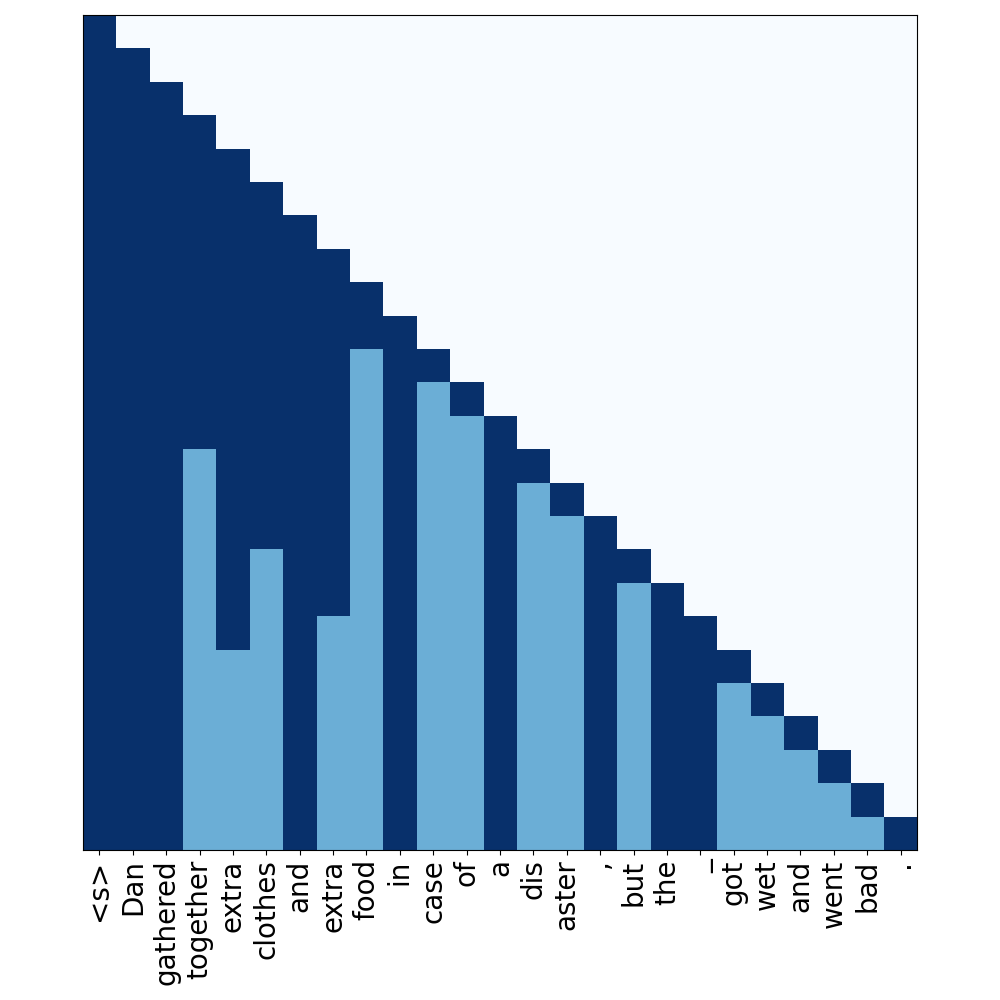 <s> Dan gathered together extra clothes and extra food in case of a dis aster , but the _ got wet and went bad .